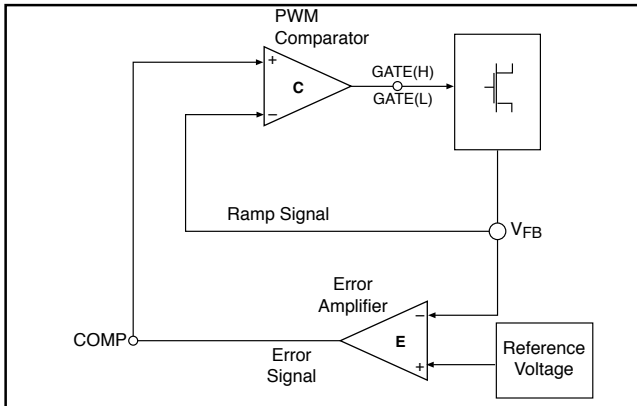 PWM
Comparator
+
C
−
GATE(H)
GATE(L)
Ramp Signal
VFB
Error
Amplifier
−
E
+
COMP
Error
Signal
Reference
Voltage